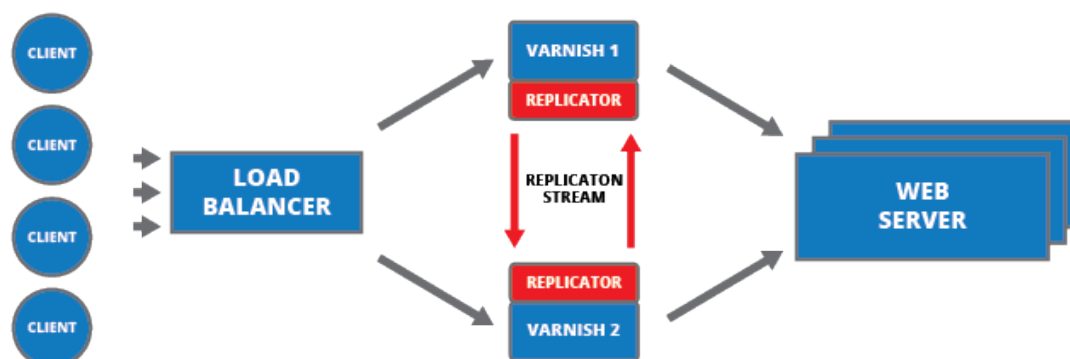 CLIENT
CLIENT
CLIENT
CLIENT
LOAD
BALANCER
VARNISH 1
REPLICATOR
REPLICATON
STREAM
REPLICATOR
VARNISH 2
WEB
SERVER